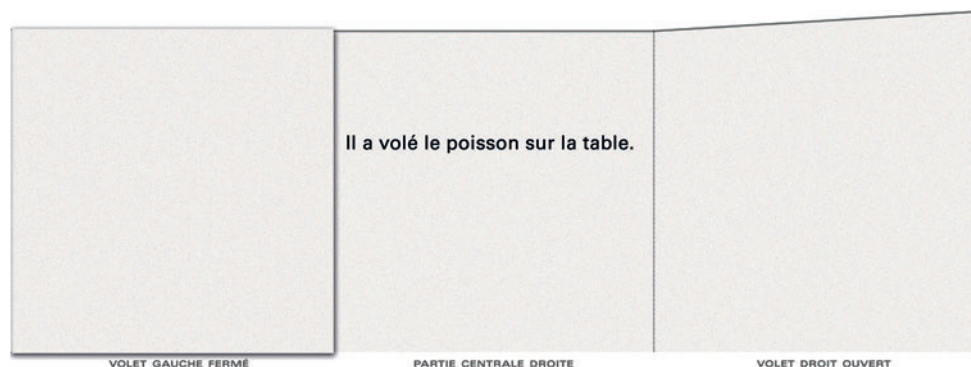 Il a volé le poisson sur la table.
VOLET GAUCHE FERMÉ
PARTIE CENTRALE DROITE
VOLET DROIT OUVERT